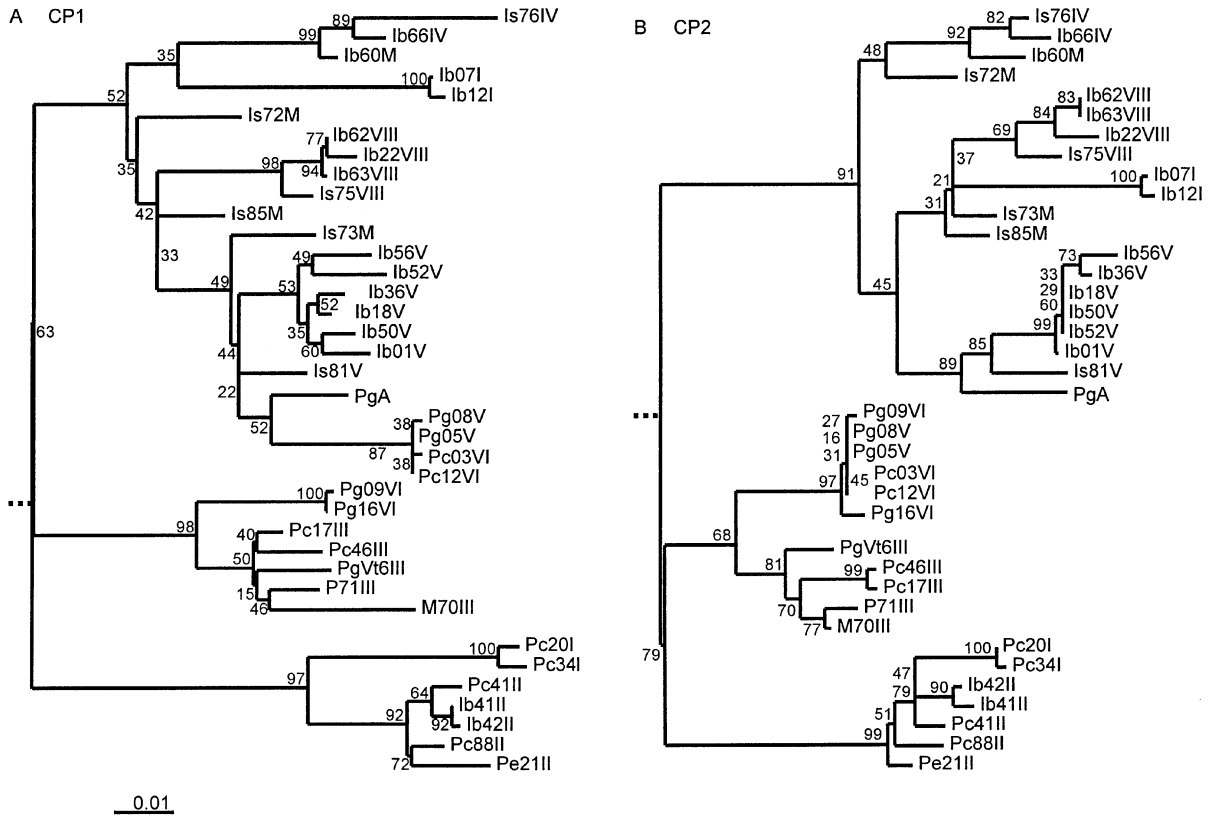 A CP1
89
Is76IV
99
Ib66IV
35
Ib60M
100
Ib07I
52
Ib12I
Is72M
77
Ib62VIII
98
Ib22VIII
35
94
Ib63VIII
Is75VIII
42
Is85M
Is73M
33
49
Ib56V
49
Ib52V
53
Ib36V
52
Ib18V
63
35
Ib50V
44
60
Ib01V
Is81V
22
PgA
38
Pg08V
52
Pg05V
87
Pc03VI
38
Pc12VI
100
Pg09VI
Pg16VI
98
Pc17III
40
Pc46III
50
PgVt6III
15
P71III
46
M70III
100
Pc20I
Pc34I
97
64
Pc41II
Ib41II
92
92
Ib42II
Pc88II
72
Pe21II
0.01
B CP2
82
Is76IV
92
Ib66IV
48
Ib60M
Is72M
83
Ib62VIII
84
Ib63VIII
69
Ib22VIII
37
Is75VIII
91
21
100
Ib07I
Ib12I
31
Is73M
Is85M
73
Ib56V
33
Ib36V
45
29
Ib18V
60
Ib50V
99
Ib52V
85
Ib01V
89
Is81V
PgA
27
Pg09VI
16
Pg08V
31
Pg05V
Pc03VI
97
45
Pc12VI
Pg16VI
68
PgVt6III
81
99
Pc46III
Pc17III
70
P71III
77
M70III
79
100
Pc20I
47
Pc34I
79
90
Ib42II
Ib41II
51
Pc41II
99
Pc88II
Pe21II